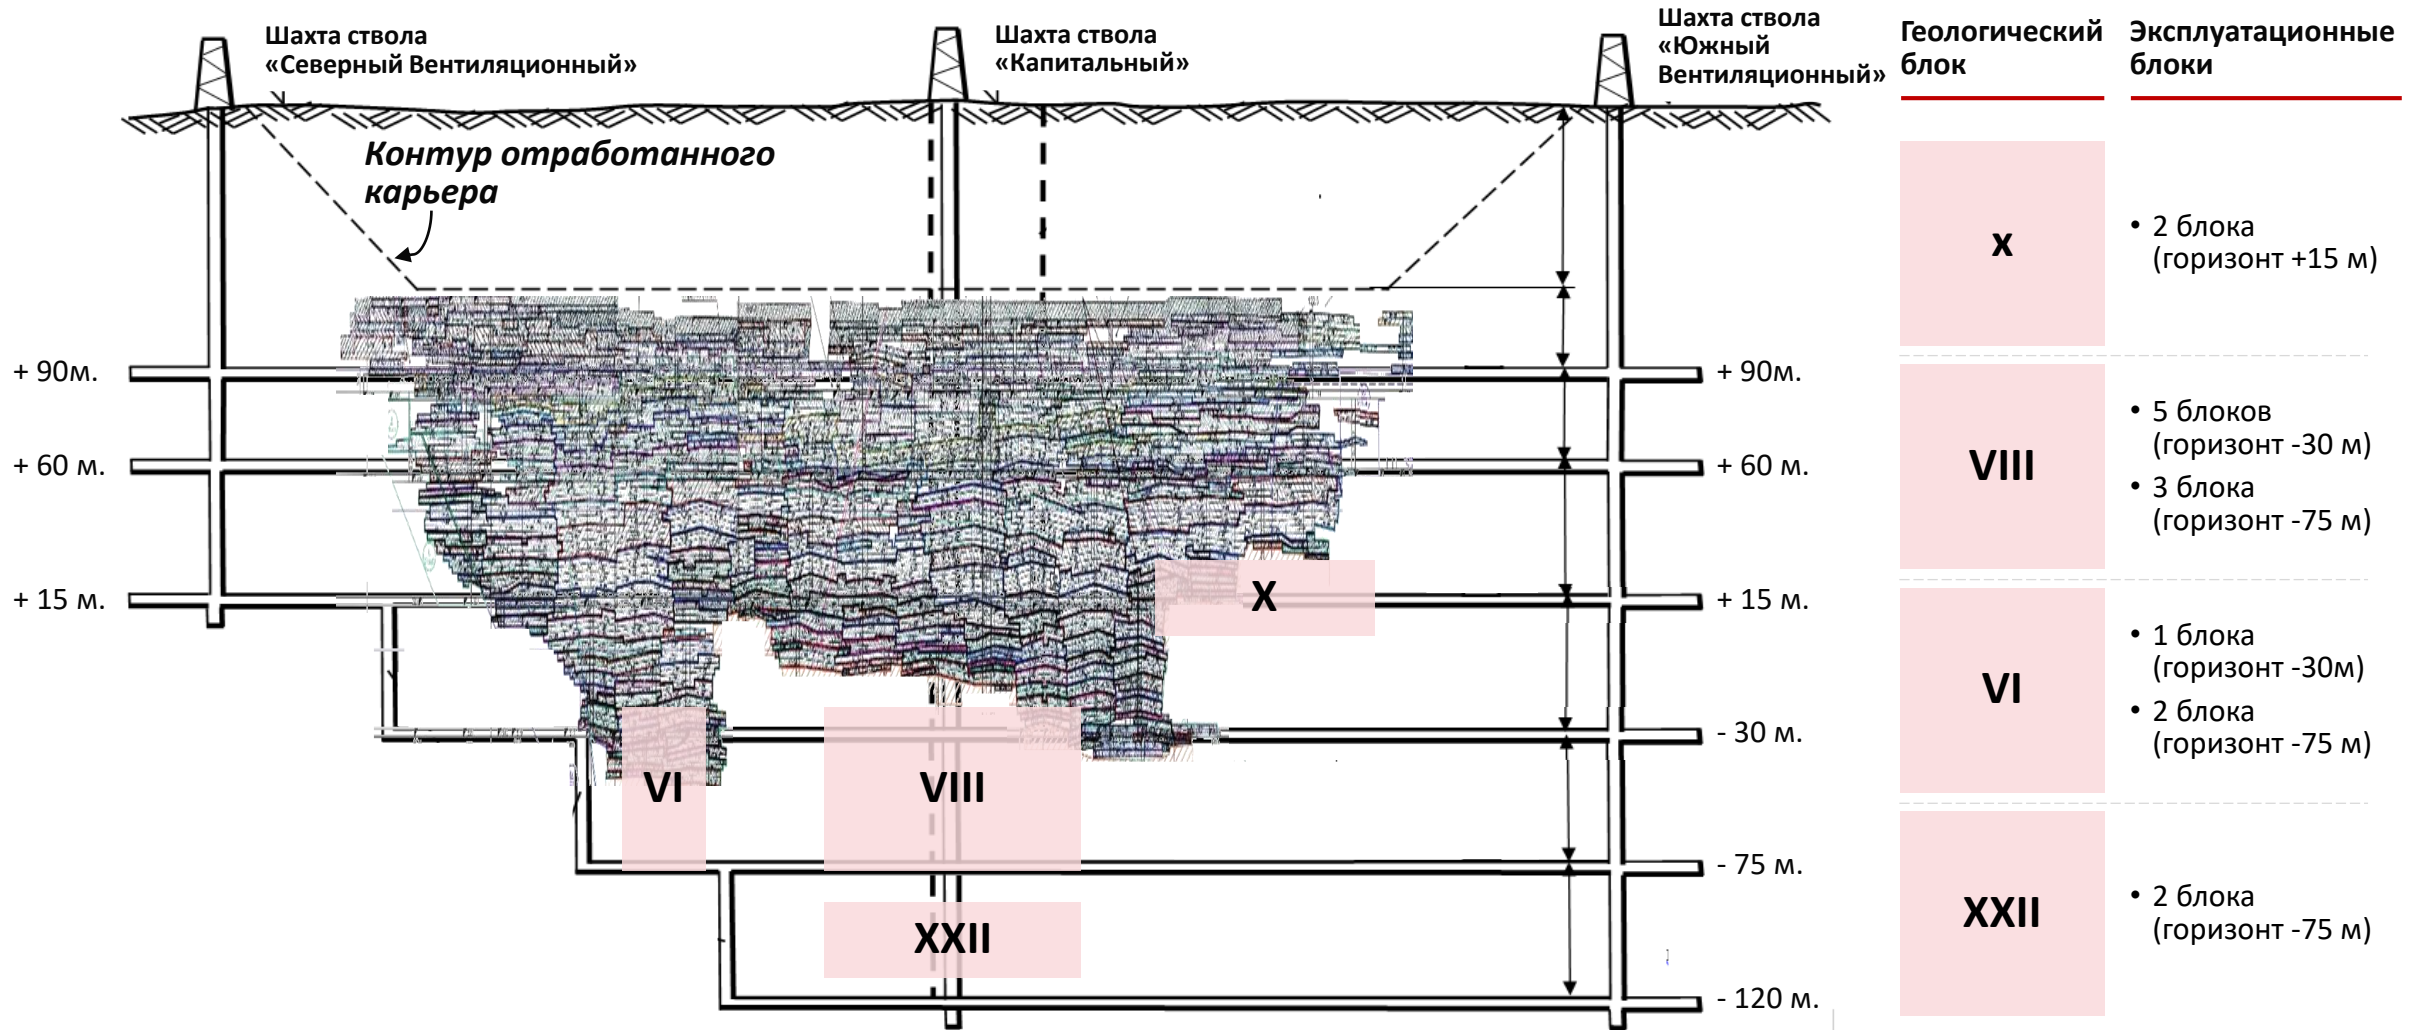 Шахта ствола
«Северный Вентиляционный»
Шахта ствола
«Капитальный»
Шахта ствола
«Южный
Вентиляционный»
Контур отработанного
карьера
+ 90м.
+ 60 м.
+ 15 м.
+ 90м.
+ 60 м.
+ 15 м.
- 30 м.
- 75 м.
- 120 м.
X
VI
VIII
XXII
Геологический
блок
Эксплуатационные
блоки
x
• 2 блока
(горизонт +15 м)
VIII
• 5 блоков
(горизонт -30 м)
• 3 блока
(горизонт -75 м)
VI
• 1 блока
(горизонт -30м)
• 2 блока
(горизонт -75 м)
XXII
• 2 блока
(горизонт -75 м)